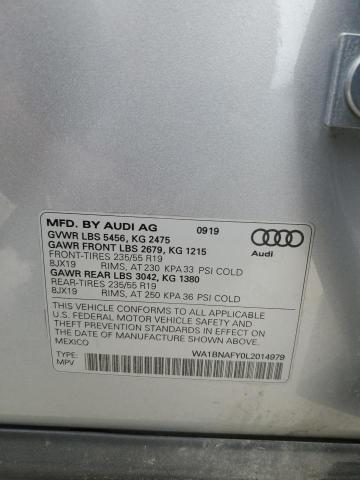 MFD. BY AUDI AG 0919
GVWR LBS 5456, KG 2475
GAWR FRONT LBS 2679, KG 1215
FRONT-TIRES 235/55 R19
8JX19 RIMS, AT 230 KPA 33 PSI COLD
GAWR REAR LBS 3042, KG 1380
REAR-TIRES 235/55 R19
8JX19 RIMS, AT 250 KPA 36 PSI COLD
Audi
THIS VEHICLE CONFORMS TO ALL APPLICABLE
U.S. FEDERAL MOTOR VEHICLE SAFETY, BUMPER AND
THEFT PREVENTION STANDARDS IN EFFECT ON
THE DATE OF MANUFACTURE SHOWN ABOVE.
MEXICO
TYPE: WA1BNAFY0L2014979
MPV